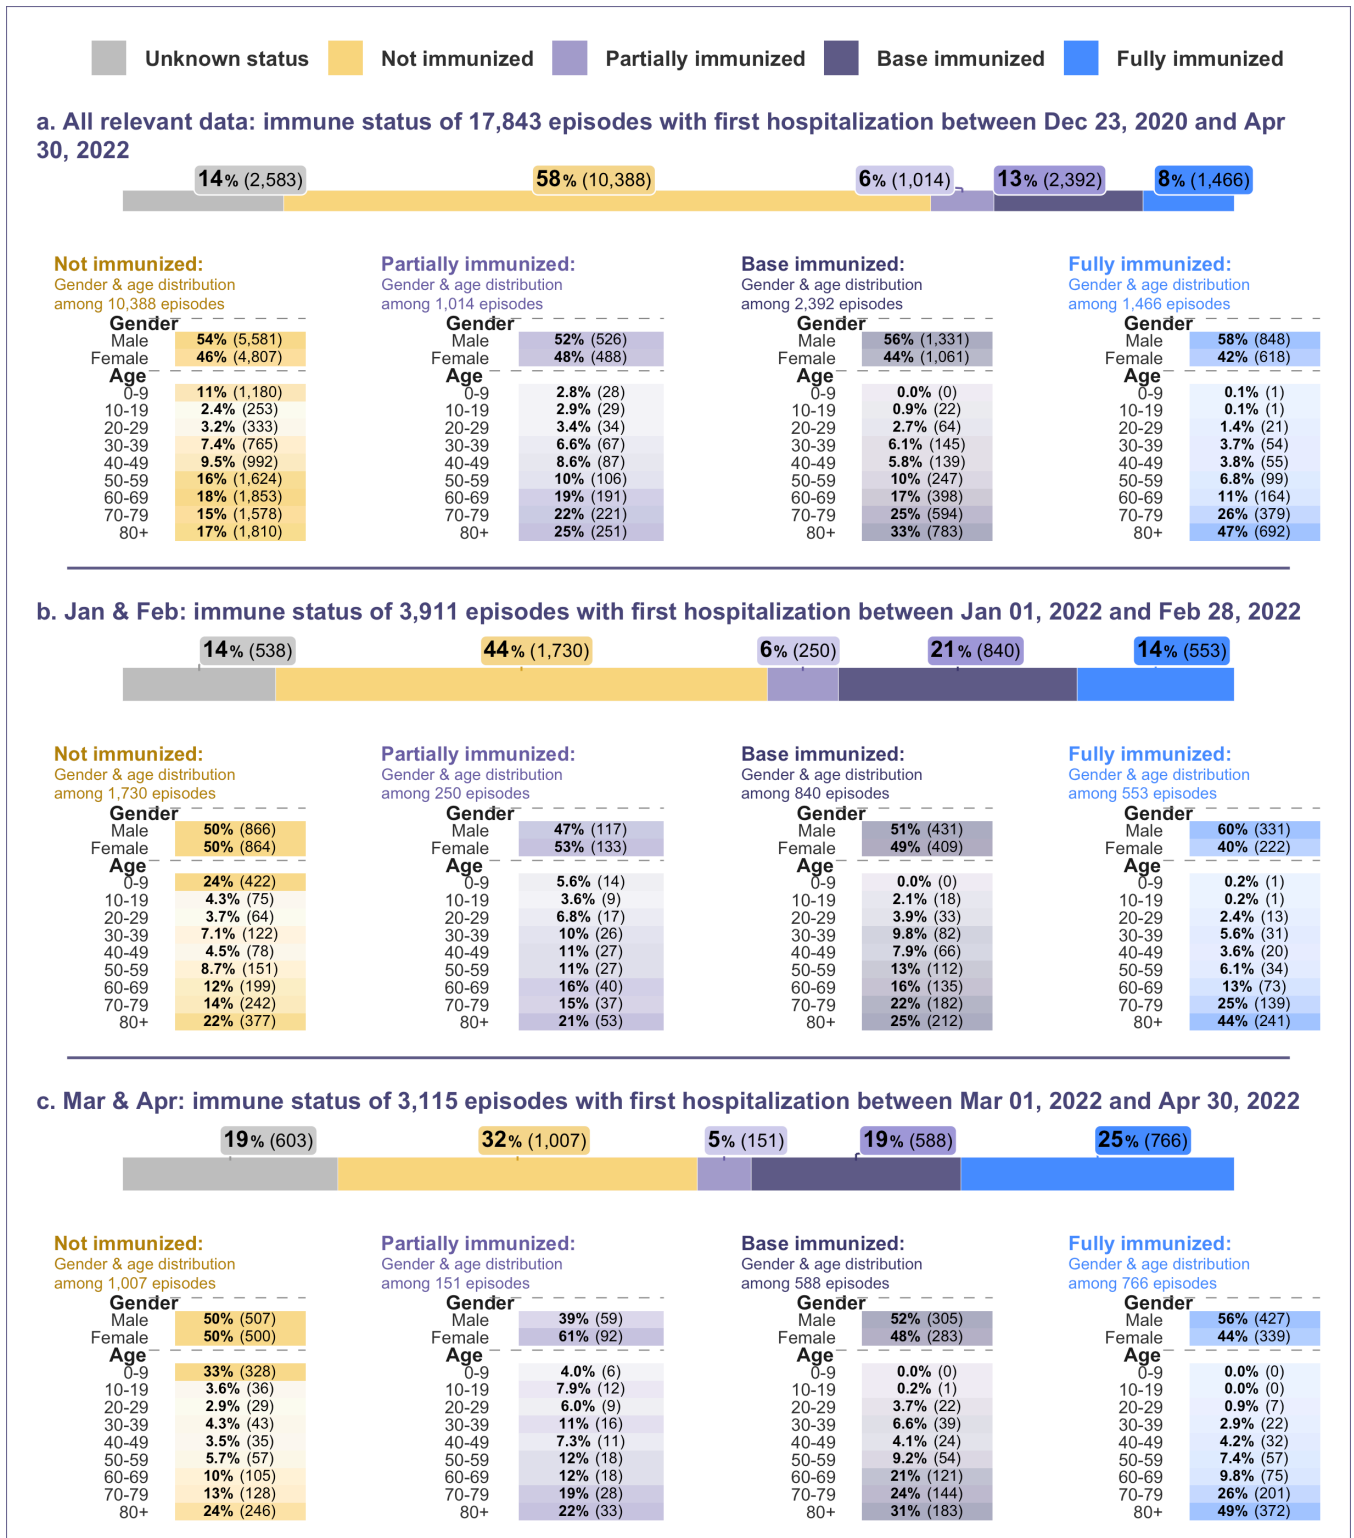 Unknown status Not immunized Partially immunized Base immunized Fully immunized
a. All relevant data: immune status of 17,843 episodes with first hospitalization between Dec 23, 2020 and Apr
30, 2022
14% (2,583) 58% (10,388) 6% (1,014) 13% (2,392) 8% (1,466)
Not immunized: Partially immunized: Base immunized: Fully immunized:
Gender & age distribution Gender & age distribution Gender & age distribution Gender & age distribution
among 10,388 episodes among 1,014 episodes among 2,392 episodes among 1,466 episodes
Gender Gender Gender Gender
Male 54% (5,581) Male 52% (526) Male 56% (1,331) Male 58% (848)
Female 46% (4,807) Female 48% (488) Female 44% (1,061) Female 42% (618)
Age Age Age Age
0-9 11% (1,180) 0-9 2.8% (28) 0-9 0.0% (0) 0-9 0.1% (1)
10-19 2.4% (253) 10-19 2.9% (29) 10-19 0.9% (22) 10-19 0.1% (1)
20-29 3.2% (333) 20-29 3.4% (34) 20-29 2.7% (64) 20-29 1.4% (21)
30-39 7.4% (765) 30-39 6.6% (67) 30-39 6.1% (145) 30-39 3.7% (54)
40-49 9.5% (992) 40-49 8.6% (87) 40-49 5.8% (139) 40-49 3.8% (55)
50-59 16% (1,624) 50-59 10% (106) 50-59 10% (247) 50-59 6.8% (99)
60-69 18% (1,853) 60-69 19% (191) 60-69 17% (398) 60-69 11% (164)
70-79 15% (1,578) 70-79 22% (221) 70-79 25% (594) 70-79 26% (379)
80+ 17% (1,810) 80+ 25% (251) 80+ 33% (783) 80+ 47% (692)
b. Jan & Feb: immune status of 3,911 episodes with first hospitalization between Jan 01, 2022 and Feb 28, 2022
14% (538) 44% (1,730) 6% (250) 21% (840) 14% (553)
Not immunized: Partially immunized: Base immunized: Fully immunized:
Gender & age distribution Gender & age distribution Gender & age distribution Gender & age distribution
among 1,730 episodes among 250 episodes among 840 episodes among 553 episodes
Gender Gender Gender Gender
Male 50% (866) Male 47% (117) Male 51% (431) Male 60% (331)
Female 50% (864) Female 53% (133) Female 49% (409) Female 40% (222)
Age Age Age Age
0-9 24% (422) 0-9 5.6% (14) 0-9 0.0% (0) 0-9 0.2% (1)
10-19 4.3% (75) 10-19 3.6% (9) 10-19 2.1% (18) 10-19 0.2% (1)
20-29 3.7% (64) 20-29 6.8% (17) 20-29 3.9% (33) 20-29 2.4% (13)
30-39 7.1% (122) 30-39 10% (26) 30-39 9.8% (82) 30-39 5.6% (31)
40-49 4.5% (78) 40-49 11% (27) 40-49 7.9% (66) 40-49 3.6% (20)
50-59 8.7% (151) 50-59 11% (27) 50-59 13% (112) 50-59 6.1% (34)
60-69 12% (199) 60-69 16% (40) 60-69 16% (135) 60-69 13% (73)
70-79 14% (242) 70-79 15% (37) 70-79 22% (182) 70-79 25% (139)
80+ 22% (377) 80+ 21% (53) 80+ 25% (212) 80+ 44% (241)
c. Mar & Apr: immune status of 3,115 episodes with first hospitalization between Mar 01, 2022 and Apr 30, 2022
19% (603) 32% (1,007) 5% (151) 19% (588) 25% (766)
Not immunized: Partially immunized: Base immunized: Fully immunized:
Gender & age distribution Gender & age distribution Gender & age distribution Gender & age distribution
among 1,007 episodes among 151 episodes among 588 episodes among 766 episodes
Gender Gender Gender Gender
Male 50% (507) Male 39% (59) Male 52% (305) Male 56% (427)
Female 50% (500) Female 61% (92) Female 48% (283) Female 44% (339)
Age Age Age Age
0-9 33% (328) 0-9 4.0% (6) 0-9 0.0% (0) 0-9 0.0% (0)
10-19 3.6% (36) 10-19 7.9% (12) 10-19 0.2% (1) 10-19 0.0% (0)
20-29 2.9% (29) 20-29 6.0% (9) 20-29 3.7% (22) 20-29 0.9% (7)
30-39 4.3% (43) 30-39 11% (16) 30-39 6.6% (39) 30-39 2.9% (22)
40-49 3.5% (35) 40-49 7.3% (11) 40-49 4.1% (24) 40-49 4.2% (32)
50-59 5.7% (57) 50-59 12% (18) 50-59 9.2% (54) 50-59 7.4% (57)
60-69 10% (105) 60-69 12% (18) 60-69 21% (121) 60-69 9.8% (75)
70-79 13% (128) 70-79 19% (28) 70-79 24% (144) 70-79 26% (201)
80+ 24% (246) 80+ 22% (33) 80+ 31% (183) 80+ 49% (372)